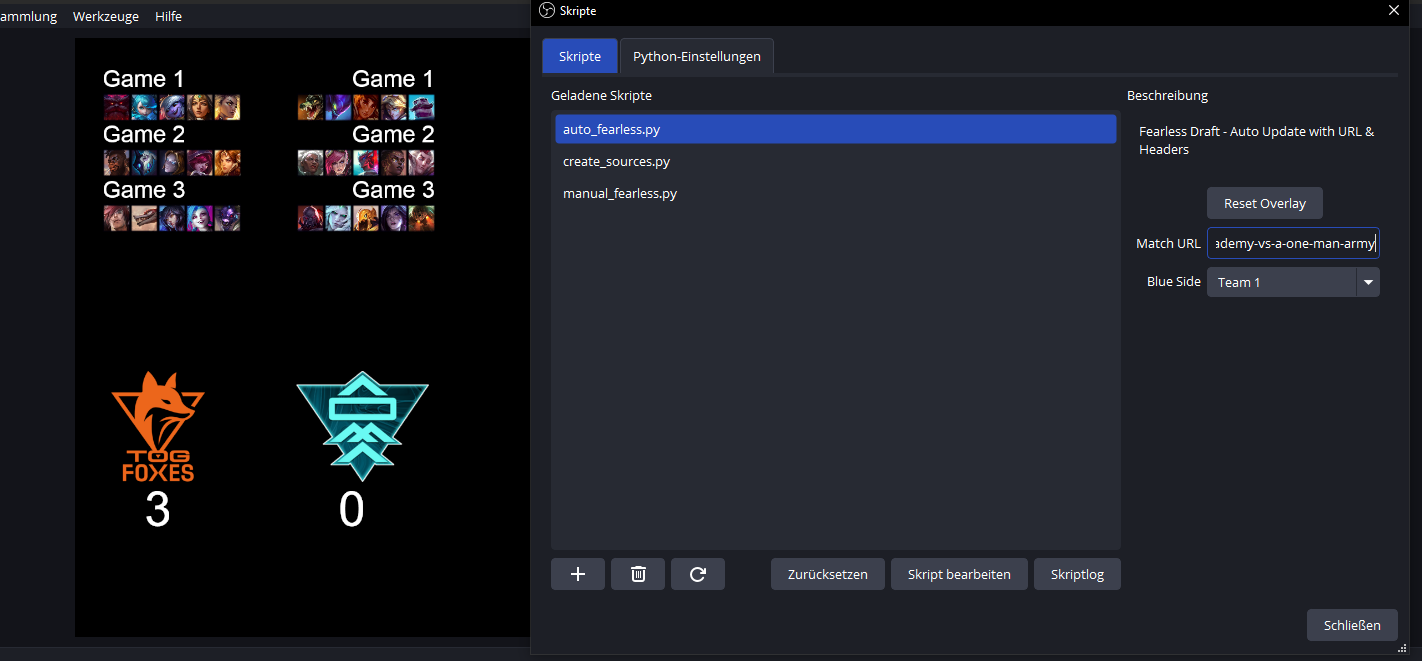 ammlung Werkzeuge Hilfe
Game 1 Game 1
Game 2 Game 2
Game 3 Game 3
TOG
FOXES
3 0
Skripte
Skripte Python-Einstellungen
Geladene Skripte
auto_fearless.py
create_sources.py
manual_fearless.py
Zurücksetzen Skript bearbeiten Skriptlog
Beschreibung
Fearless Draft - Auto Update with URL &
Headers
Reset Overlay
Match URL ademy-vs-a-one-man-army
Blue Side Team 1
Schließen